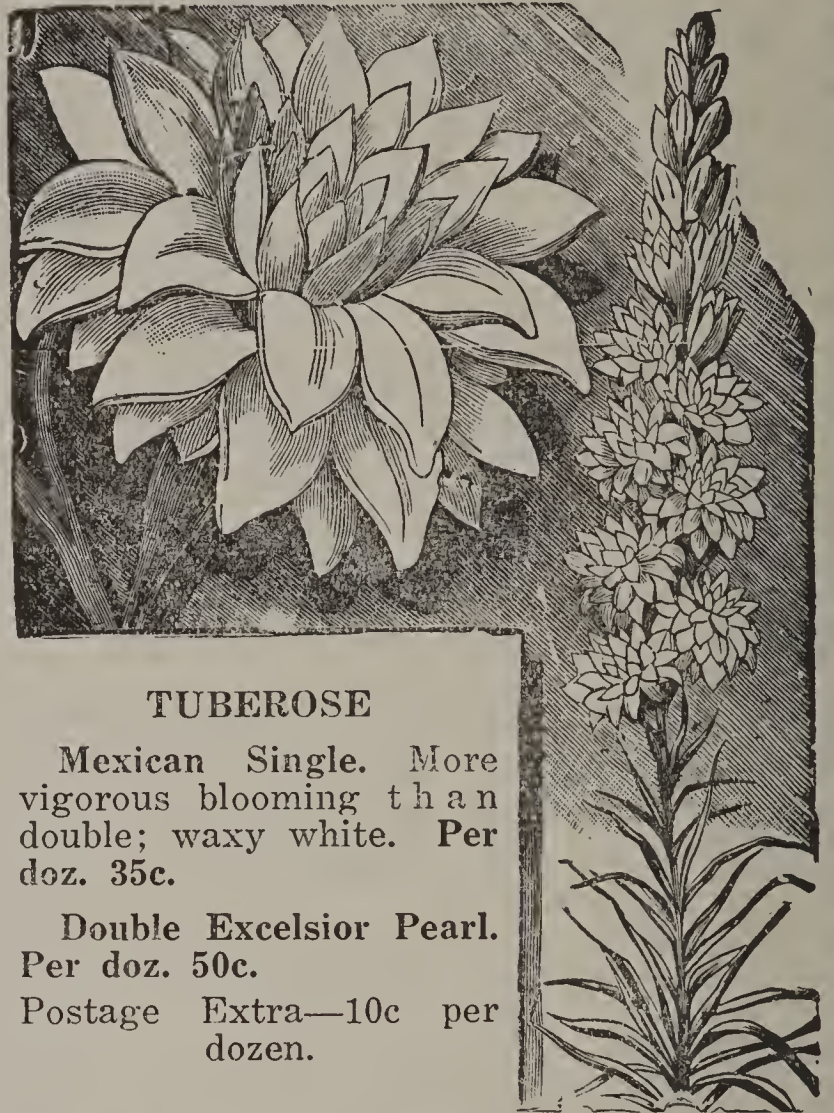 TUBEROSE
Mexican Single. More
vigorous blooming than
double; waxy white. Per
doz. 35c.
Double Excelsior Pearl.
Per doz. 50c.
Postage Extra—10c per
dozen.